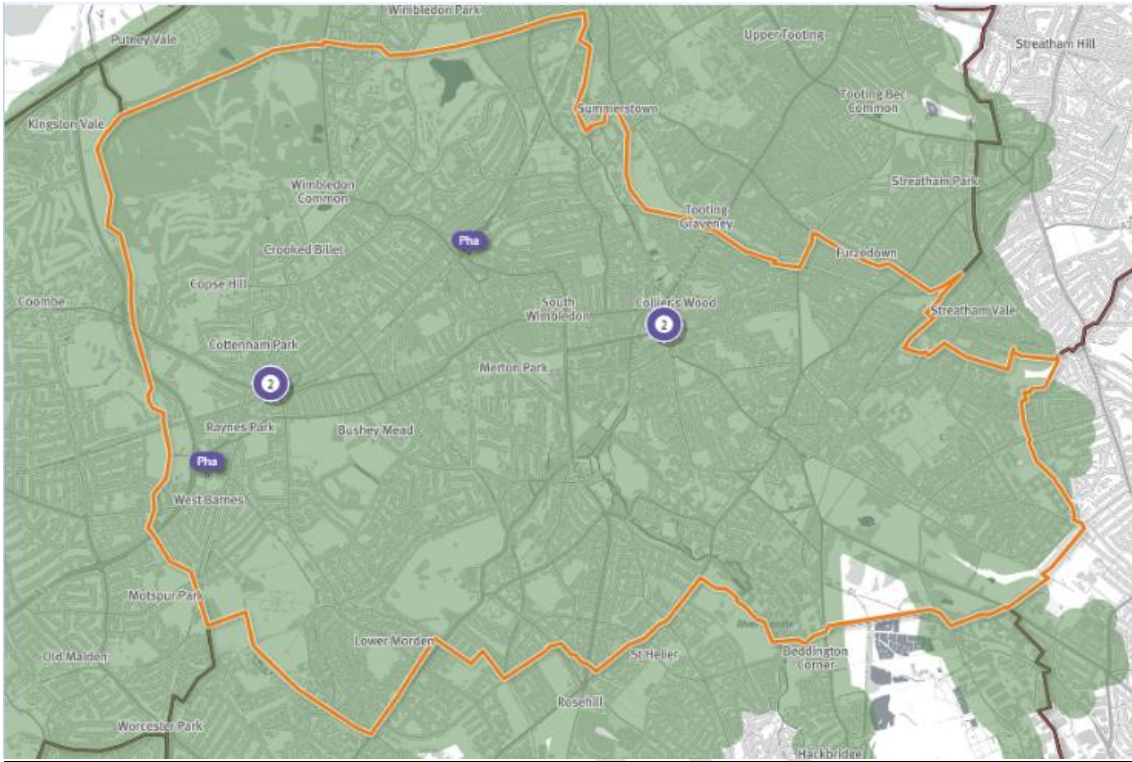 Wimbledon Park
Putney Vale
Upper Tooting
Streatham Hill
Tooting Bec
Common
Summerstown
Kingston Vale
Streatham Park
Wimbledon
Common
Tooting
Graveney
Pha
Crooked Billet
Furzedown
Copse Hill
Coombe
South
Wimbledon
Collier's Wood
Streatham Vale
2
Cottenham Park
Merton Park
2
Raynes Park
Bushey Mead
Pha
West Barnes
Motspur Park
Lower Morden
Old Malden
St Helier
Beddington
Corner
Rosehill
Worcester Park
Hackbridge